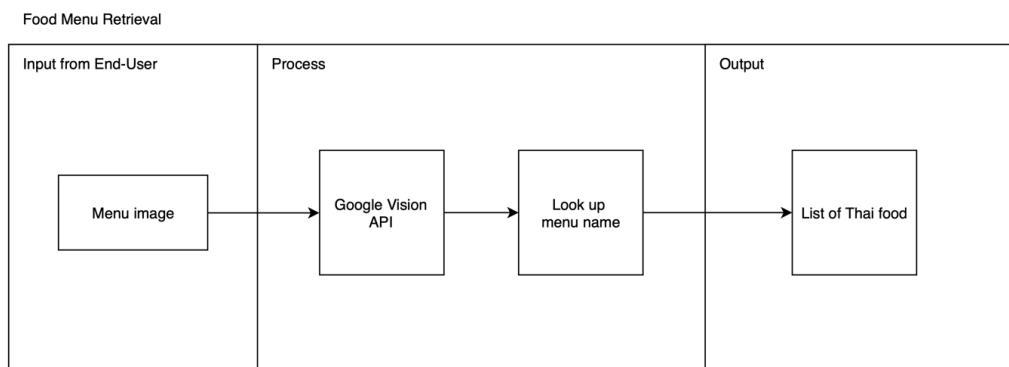 Food Menu Retrieval
Input from End-User
Process
Output
Menu image
Google Vision
API
Look up
menu name
List of Thai food